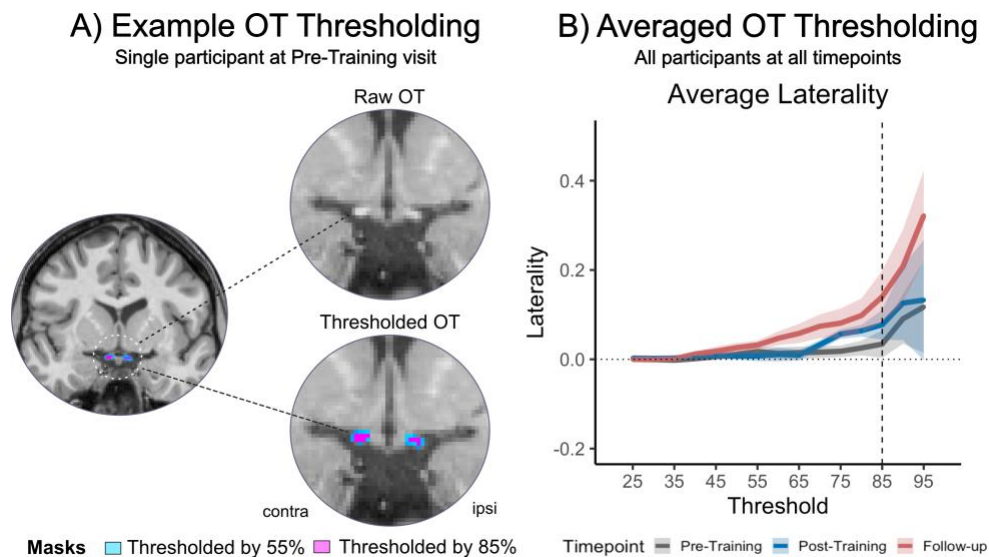 A) Example OT Thresholding
Single participant at Pre-Training visit
Raw OT
Thresholded OT
contra
ipsi
Masks Thresholded by 55% Thresholded by 85%
B) Averaged OT Thresholding
All participants at all timepoints
Average Laterality
Laterality
0.4
0.2
0.0
-0.2
25 35 45 55 65 75 85 95
Threshold
Timepoint Pre-Training Post-Training Follow-up